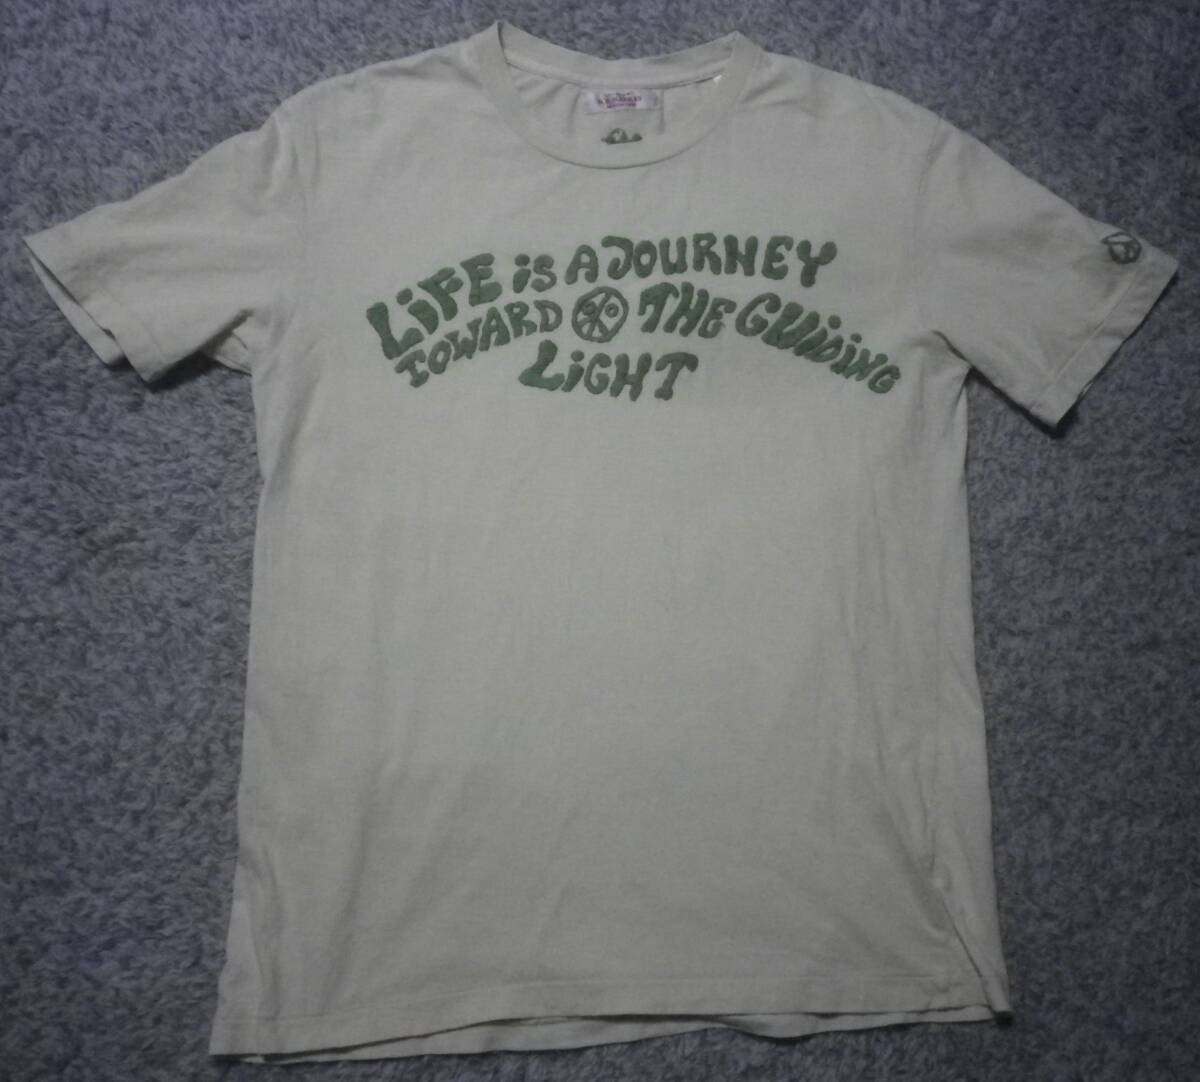 LiFE iS A JOURNEY
TOWARD THE GUiDiNG
LiGHT